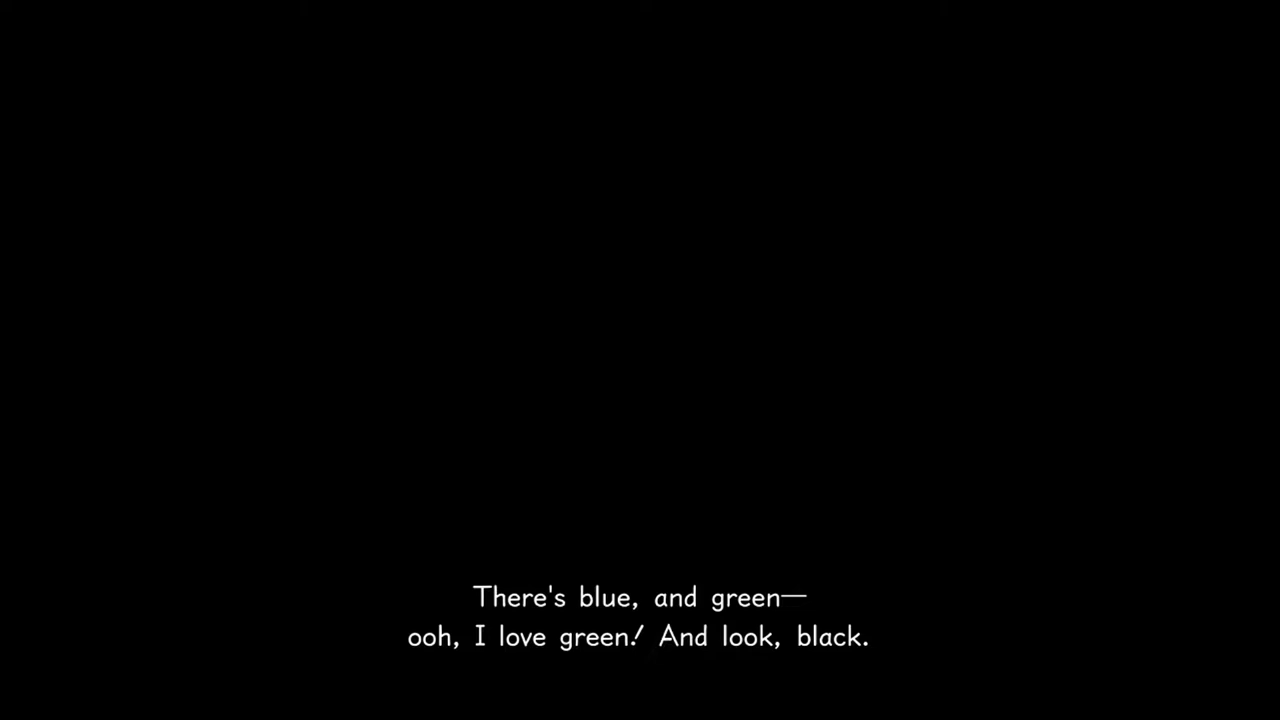 There's blue, and green—
ooh, I love green! And look, black.